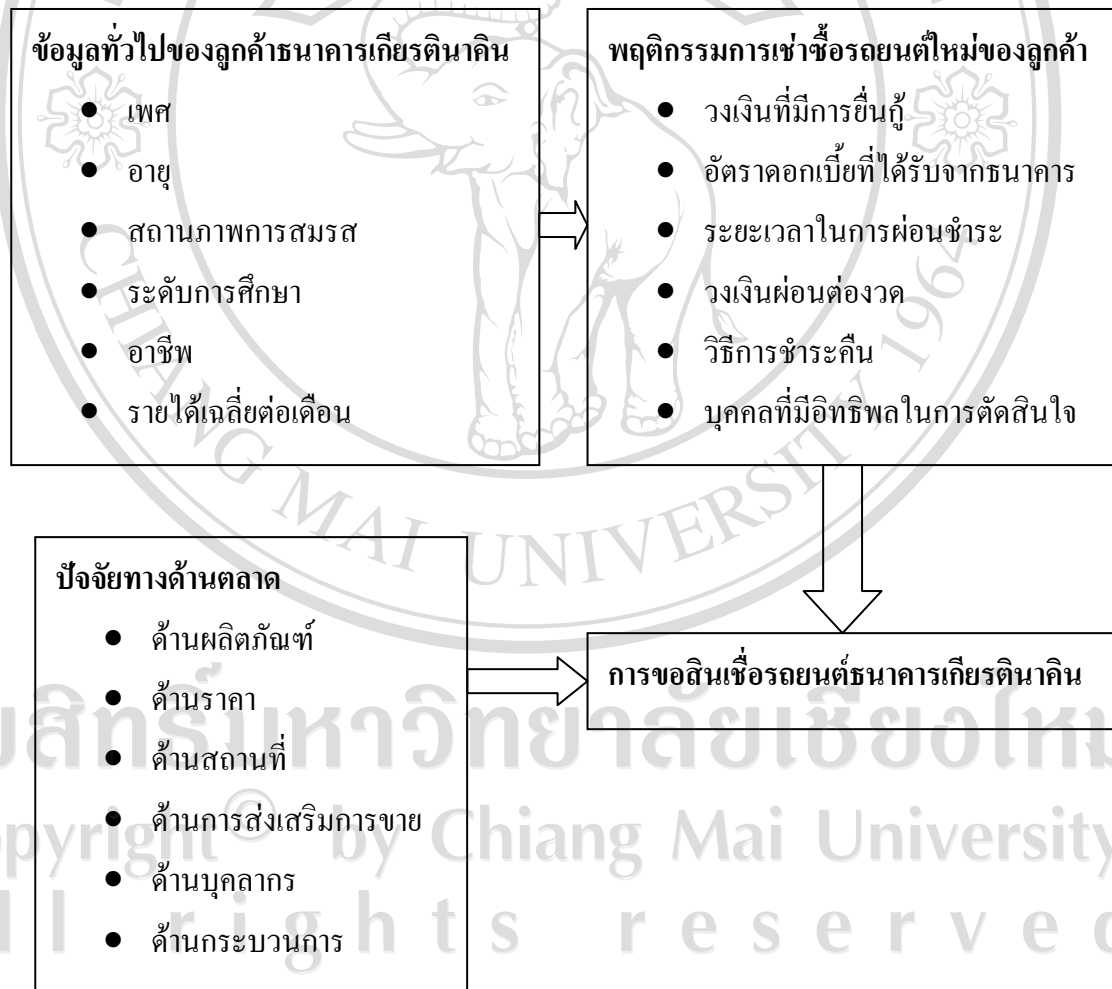 ข้อมูลทั่วไปของลูกค้าธนาคารเกียรตินาคิน
● เพศ
● อายุ
● สถานภาพการสมรส
● ระดับการศึกษา
● อาชีพ
● รายได้เฉลี่ยต่อเดือน
พฤติกรรมการเช่าซื้อรถยนต์ใหม่ของลูกค้า
● วงเงินที่มีการยื่นกู้
● อัตราดอกเบี้ยที่ได้รับจากธนาคาร
● ระยะเวลาในการผ่อนชำระ
● วงเงินผ่อนต่องวด
● วิธีการชำระคืน
● บุคคลที่มีอิทธิพลในการตัดสินใจ
ปัจจัยทางด้านตลาด
● ด้านผลิตภัณฑ์
● ด้านราคา
● ด้านสถานที่
● ด้านการส่งเสริมการขาย
● ด้านบุคลากร
● ด้านกระบวนการ
การขอสินเชื่อรถยนต์ธนาคารเกียรตินาคิน
CHIANG MAI UNIVERSITY 1964
สิทธิ์มหาวิทยาลัยเชียงใหม
opyright © by Chiang Mai University
ll rights reserved